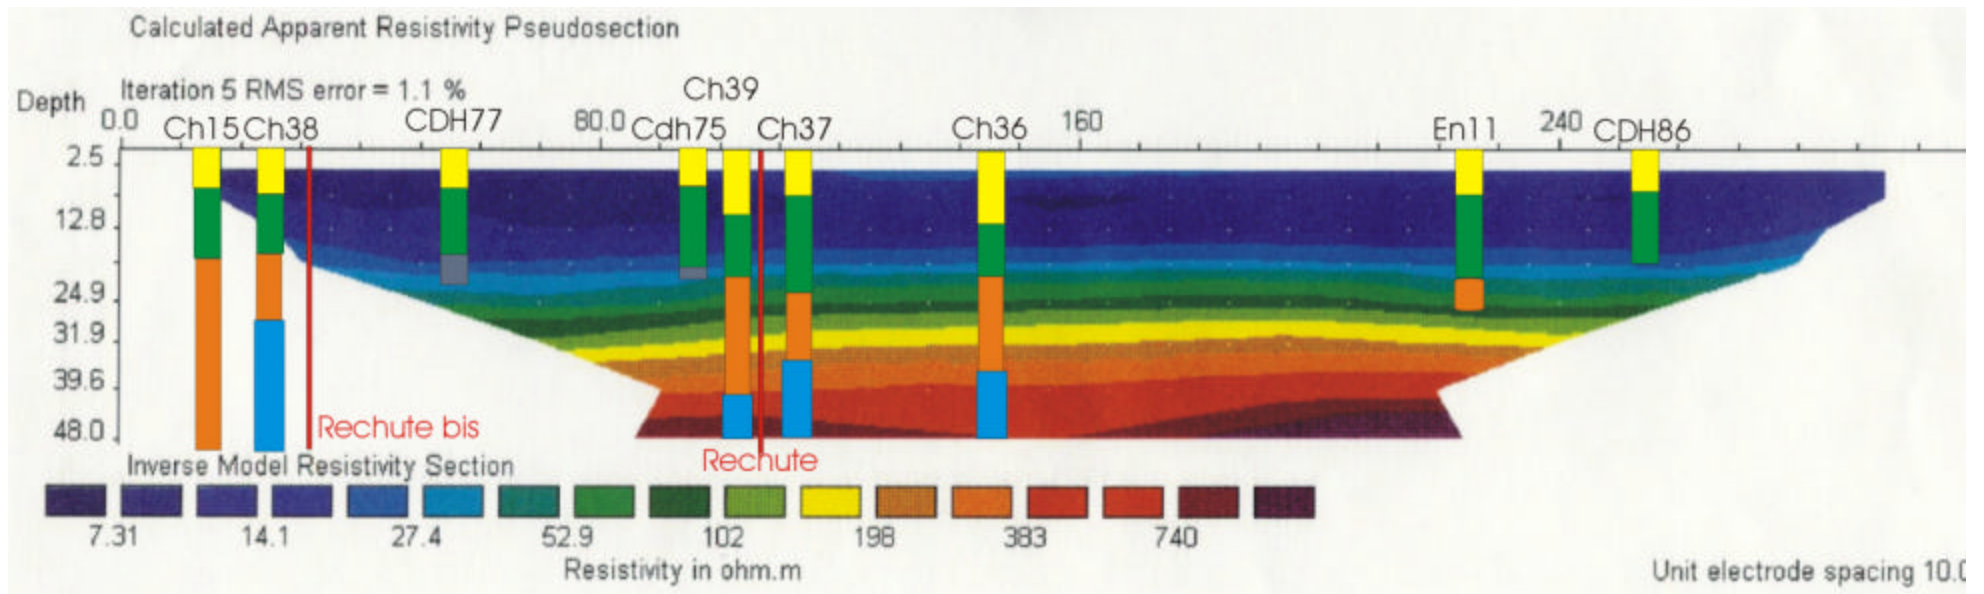 Calculated Apparent Resistivity Pseudosection
Iteration 5 RMS error = 1.1 %
Ch39
Depth
0.0 Ch15 Ch38 CDH77 80.0 Cdh75 Ch37 Ch36 160 En11 240 CDH86
2.5
12.8
24.9
31.9
39.6
48.0
Rechute bis
Rechute
Inverse Model Resistivity Section
7.31 14.1 27.4 52.9 102 198 383 740
Resistivity in ohm.m
Unit electrode spacing 10.0